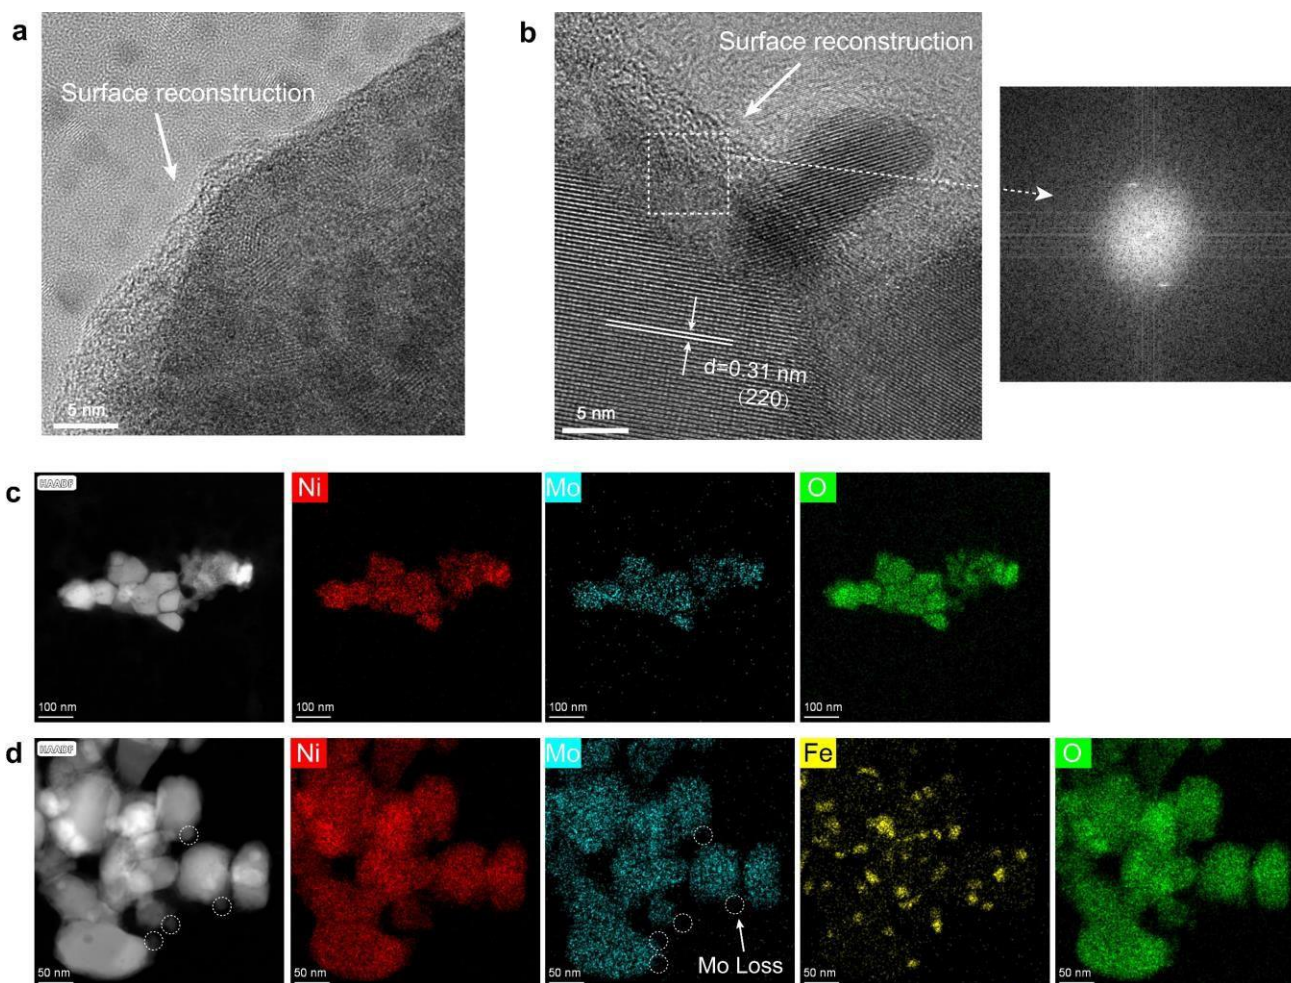 a
Surface reconstruction
5 nm
b
Surface reconstruction
d=0.31 nm
(220)
5 nm
c
HAADF
Ni
Mo
O
100 nm
100 nm
100 nm
100 nm
d
HAADF
Ni
Mo
Fe
O
Mo Loss
50 nm
50 nm
50 nm
50 nm
50 nm